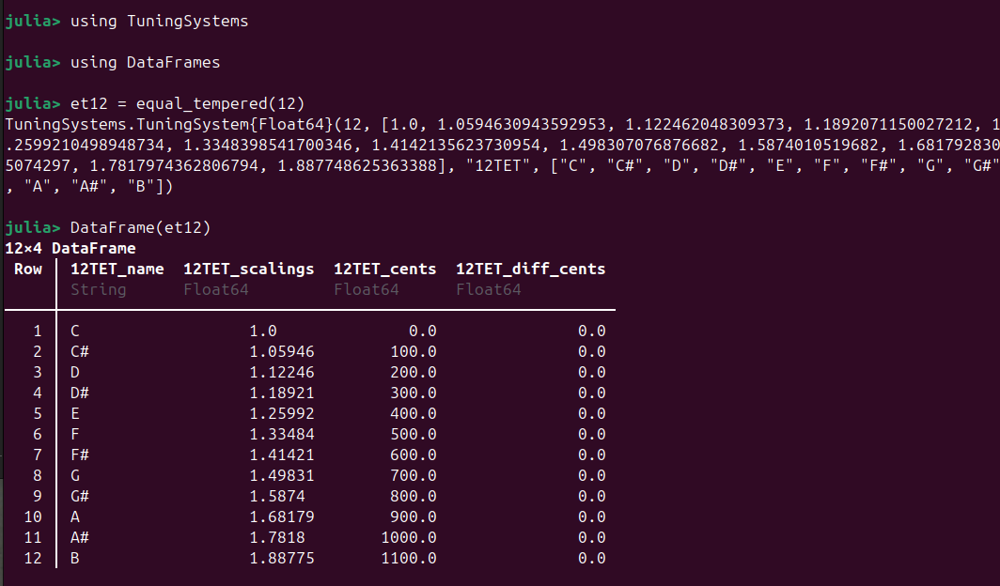 julia> using TuningSystems
julia> using DataFrames
julia> et12 = equal_tempered(12)
TuningSystems.TuningSystem{Float64}(12, [1.0, 1.0594630943592953, 1.122462048309373, 1.1892071150027212, 1
.2599210498948734, 1.3348398541700346, 1.4142135623730954, 1.498307076876682, 1.5874010519682, 1.681792830
5074297, 1.7817974362806794, 1.887748625363388], "12TET", ["C", "C#", "D", "D#", "E", "F", "F#", "G", "G#"
, "A", "A#", "B"])
julia> DataFrame(et12)
12×4 DataFrame
Row 12TET_name 12TET_scalings 12TET_cents 12TET_diff_cents
String Float64 Float64 Float64
1 C 1.0 0.0 0.0
2 C# 1.05946 100.0 0.0
3 D 1.12246 200.0 0.0
4 D# 1.18921 300.0 0.0
5 E 1.25992 400.0 0.0
6 F 1.33484 500.0 0.0
7 F# 1.41421 600.0 0.0
8 G 1.49831 700.0 0.0
9 G# 1.5874 800.0 0.0
10 A 1.68179 900.0 0.0
11 A# 1.7818 1000.0 0.0
12 B 1.88775 1100.0 0.0